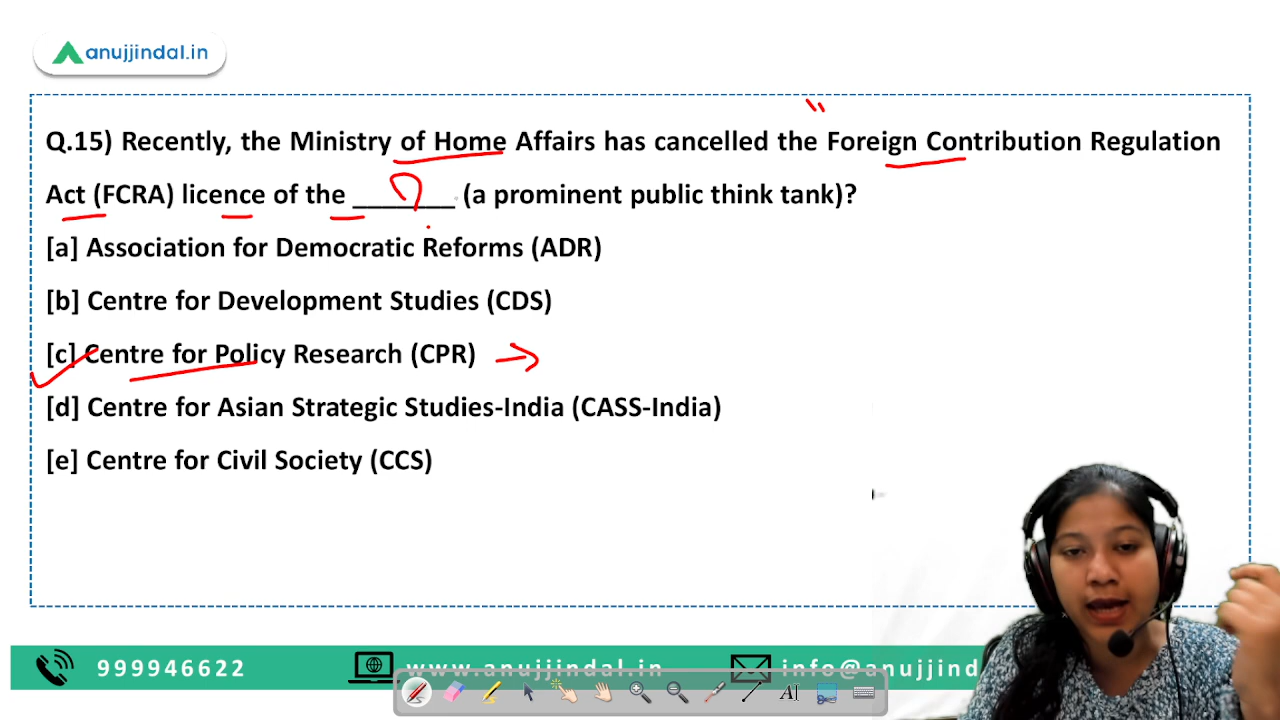 anujjindal.in
Q.15) Recently, the Ministry of Home Affairs has cancelled the Foreign Contribution Regulation
Act (FCRA) licence of the ________ (a prominent public think tank)?
[a] Association for Democratic Reforms (ADR)
[b] Centre for Development Studies (CDS)
[c] Centre for Policy Research (CPR)
[d] Centre for Asian Strategic Studies-India (CASS-India)
[e] Centre for Civil Society (CCS)
999946622 www.anujjindal.in info@anujjind